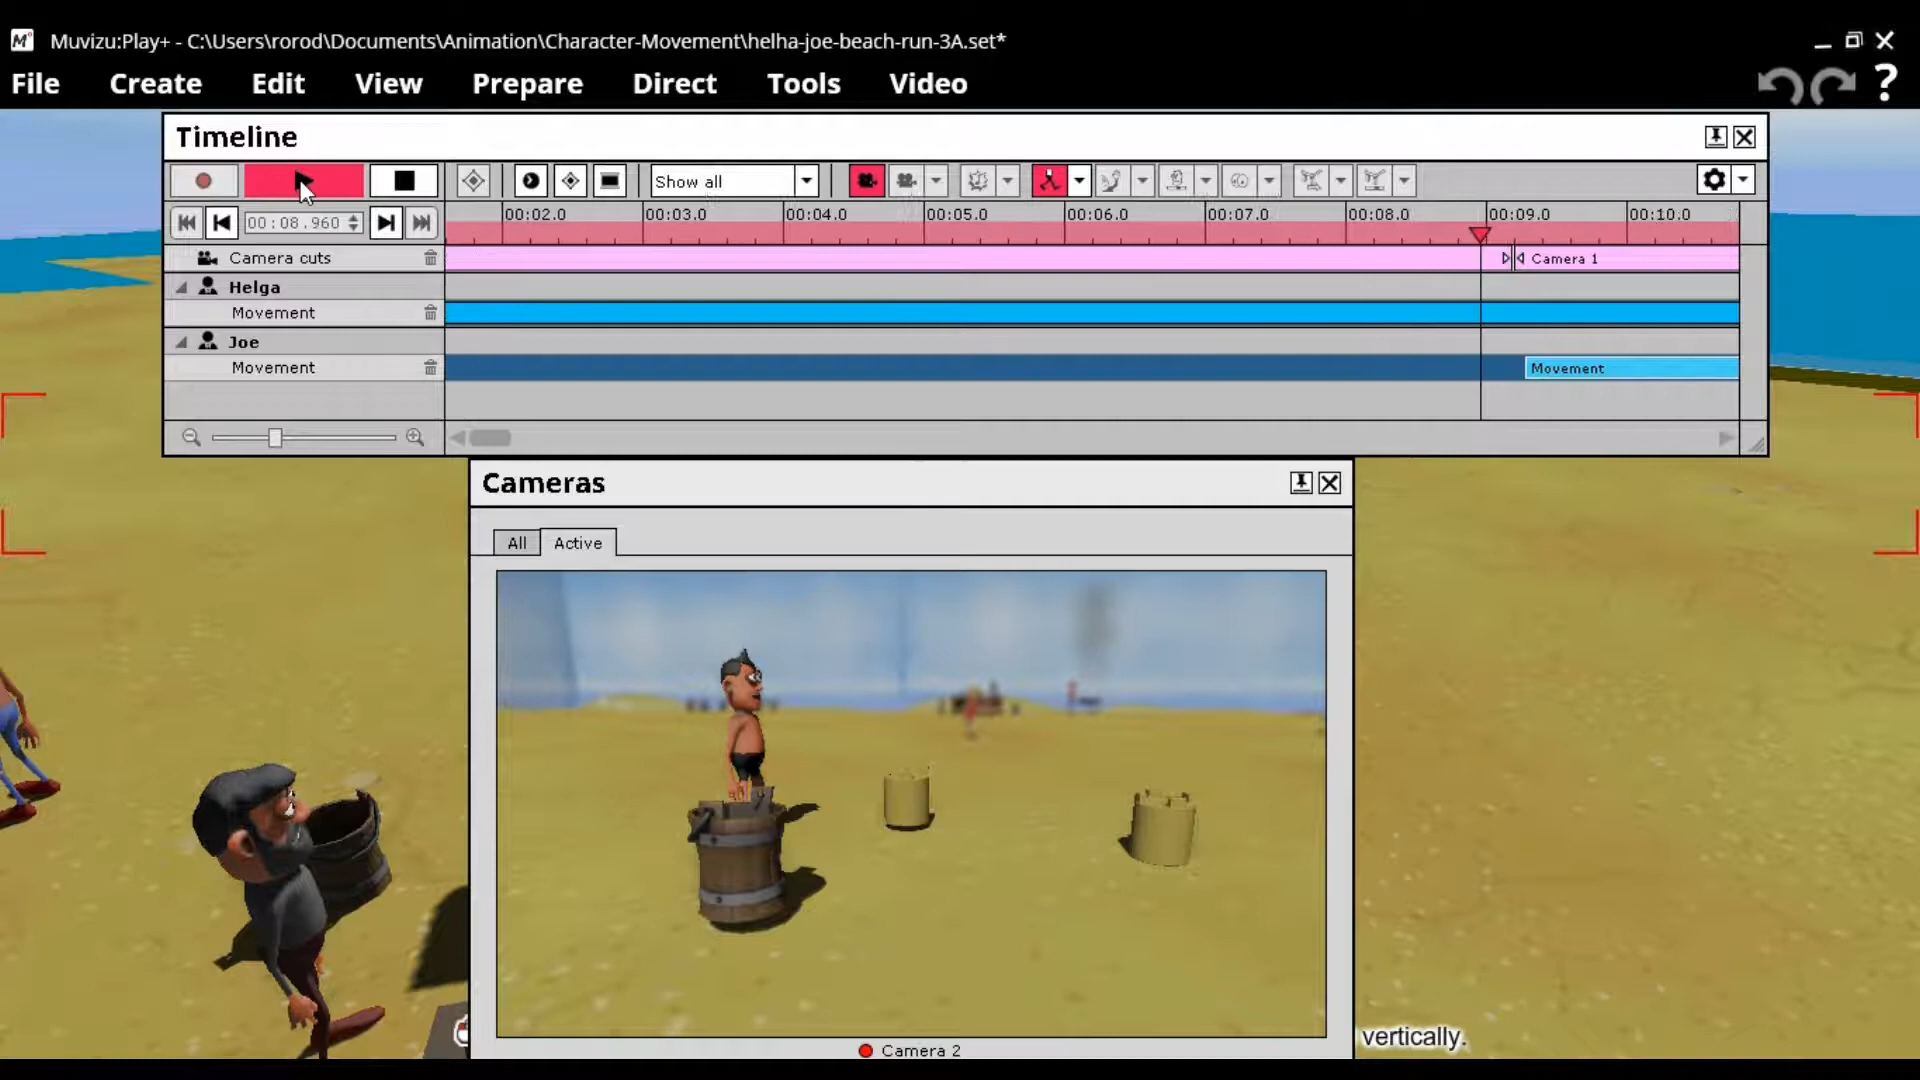 Muvizu:Play+ - C:\Users\rorod\Documents\Animation\Character-Movement\helha-joe-beach-run-3A.set*
File Create Edit View Prepare Direct Tools Video ?
Timeline
Show all
00:08.960 00:02.0 00:03.0 00:04.0 00:05.0 00:06.0 00:07.0 00:08.0 00:09.0 00:10.0
Camera cuts Camera 1
Helga
Movement
Joe
Movement Movement
Cameras
All Active
Camera 2
vertically.